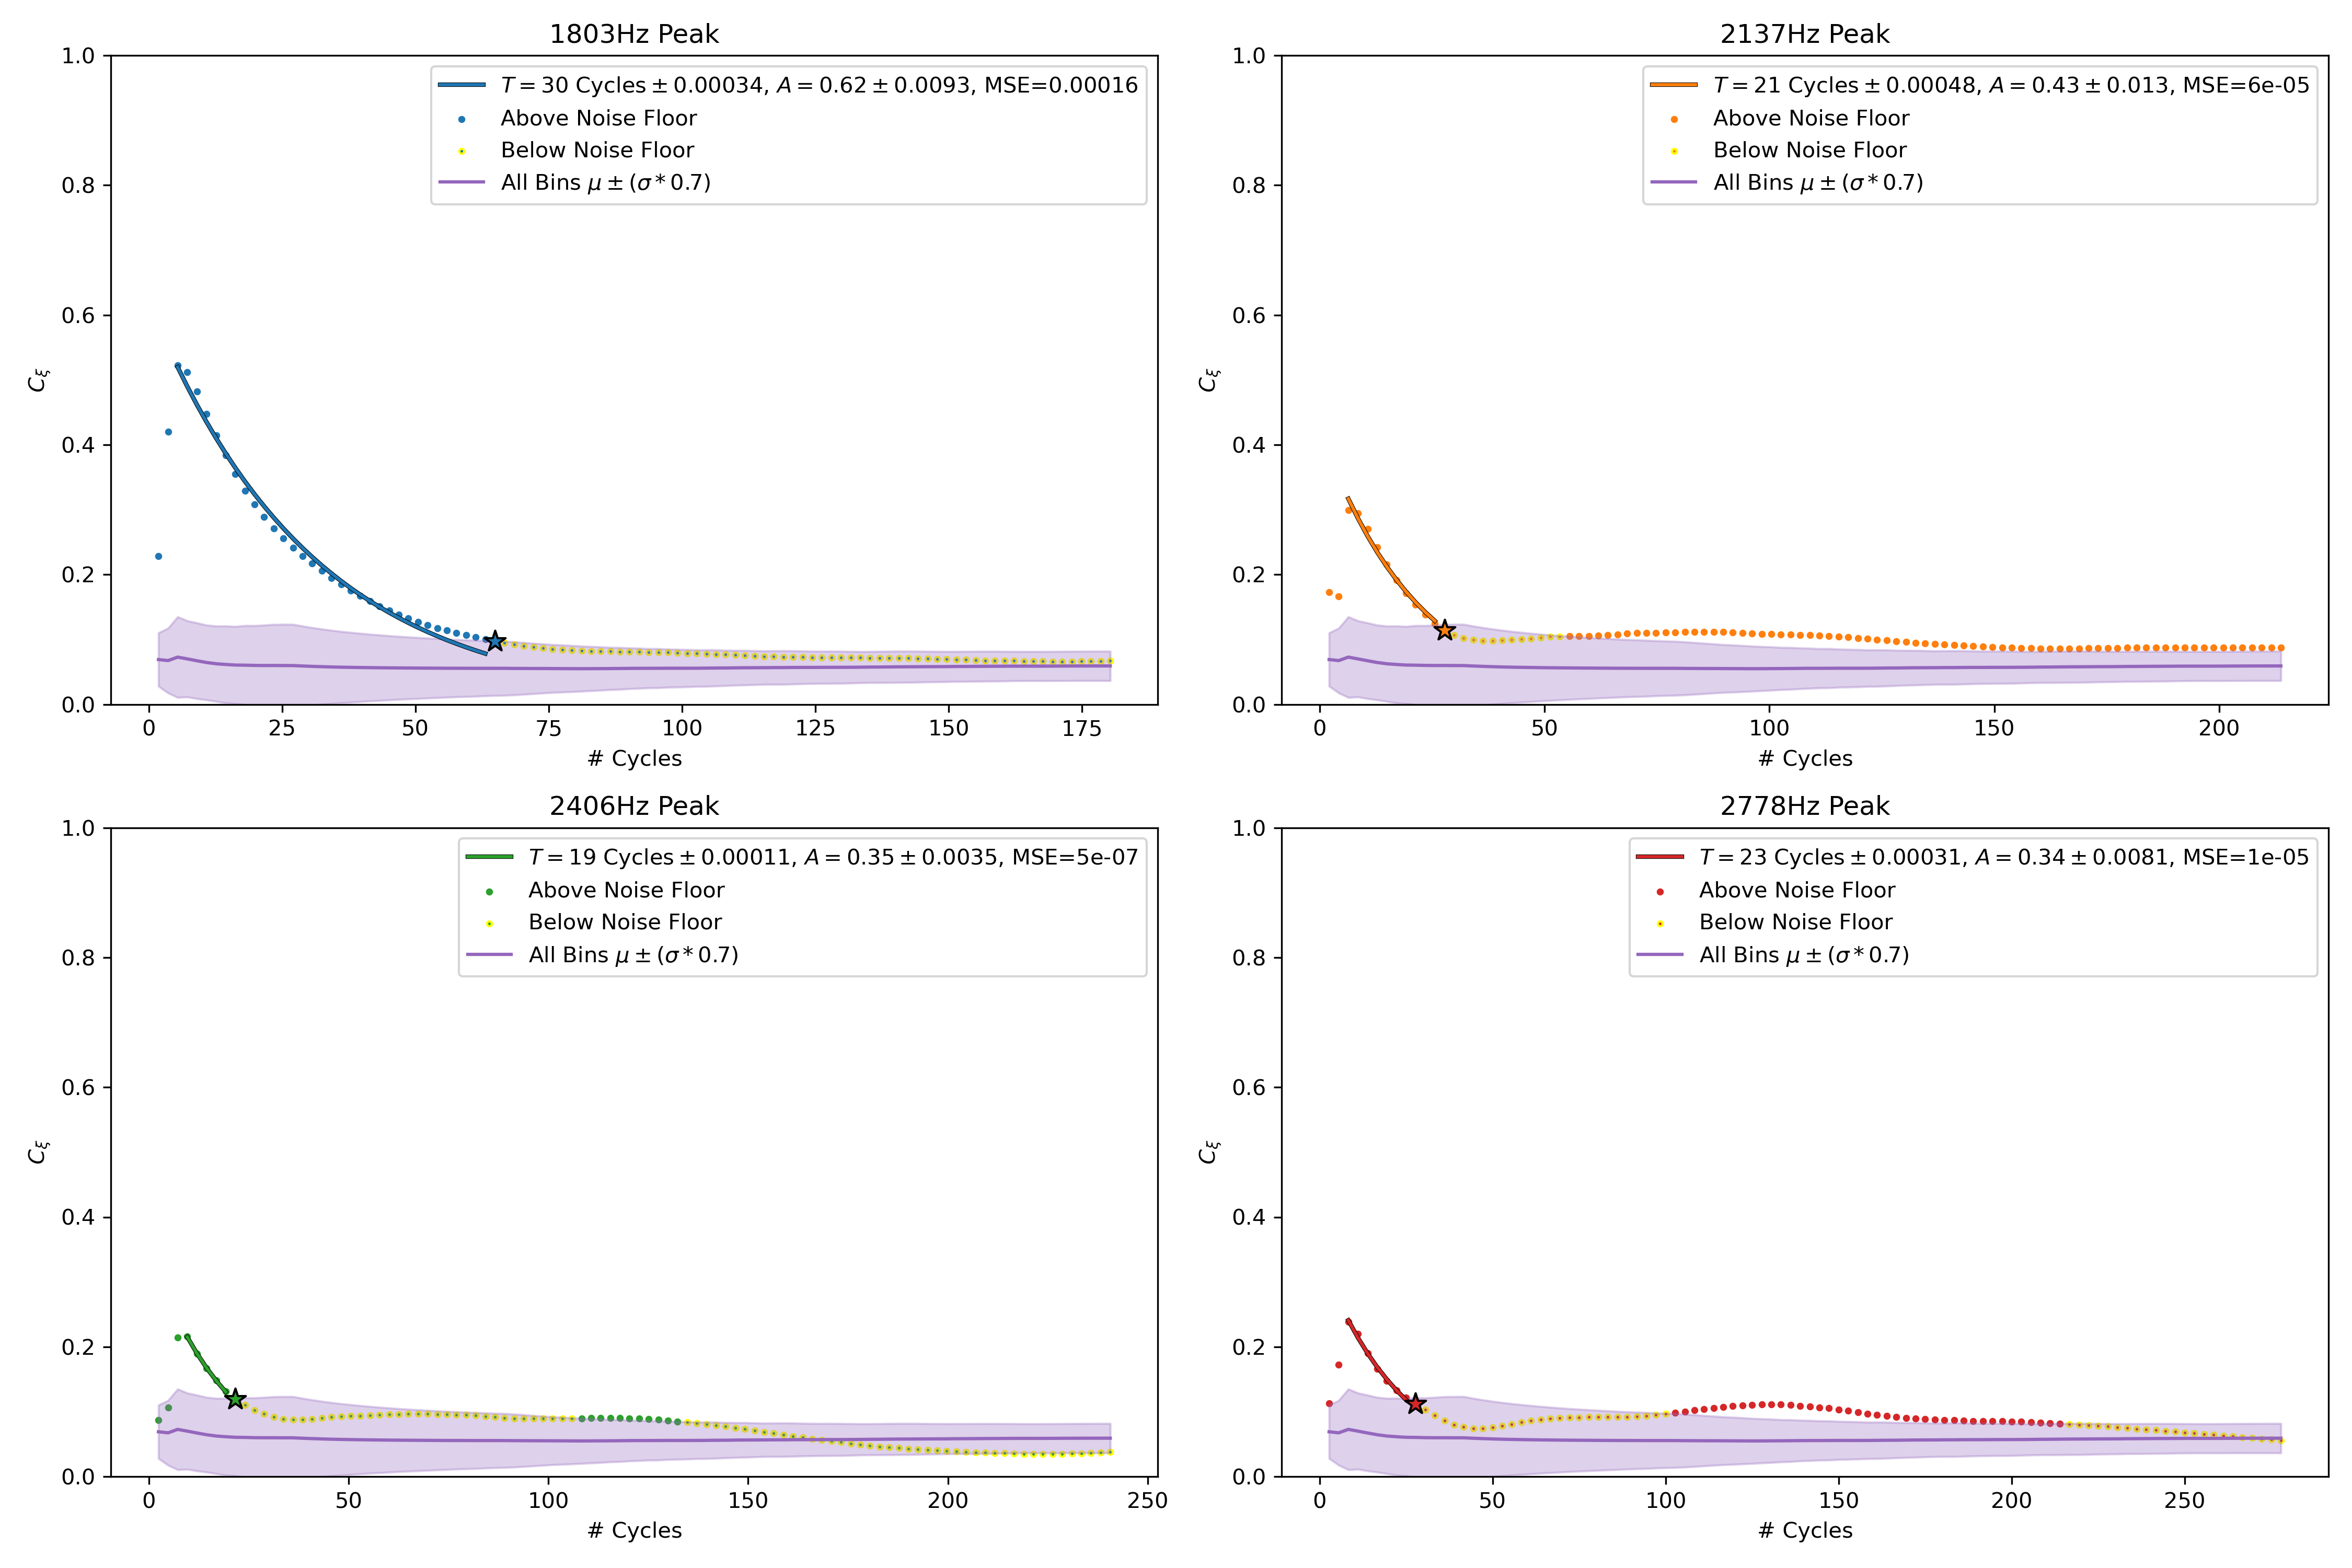 1803Hz Peak
1.0
0.8
0.6
0.4
0.2
0.0
C_ξ
T = 30 Cycles ± 0.00034, A = 0.62 ± 0.0093, MSE=0.00016
Above Noise Floor
Below Noise Floor
All Bins μ ± (σ * 0.7)
0 25 50 75 100 125 150 175
# Cycles
2137Hz Peak
1.0
0.8
0.6
0.4
0.2
0.0
C_ξ
T = 21 Cycles ± 0.00048, A = 0.43 ± 0.013, MSE=6e-05
Above Noise Floor
Below Noise Floor
All Bins μ ± (σ * 0.7)
0 50 100 150 200
# Cycles
2406Hz Peak
1.0
0.8
0.6
0.4
0.2
0.0
C_ξ
T = 19 Cycles ± 0.00011, A = 0.35 ± 0.0035, MSE=5e-07
Above Noise Floor
Below Noise Floor
All Bins μ ± (σ * 0.7)
0 50 100 150 200 250
# Cycles
2778Hz Peak
1.0
0.8
0.6
0.4
0.2
0.0
C_ξ
T = 23 Cycles ± 0.00031, A = 0.34 ± 0.0081, MSE=1e-05
Above Noise Floor
Below Noise Floor
All Bins μ ± (σ * 0.7)
0 50 100 150 200 250
# Cycles